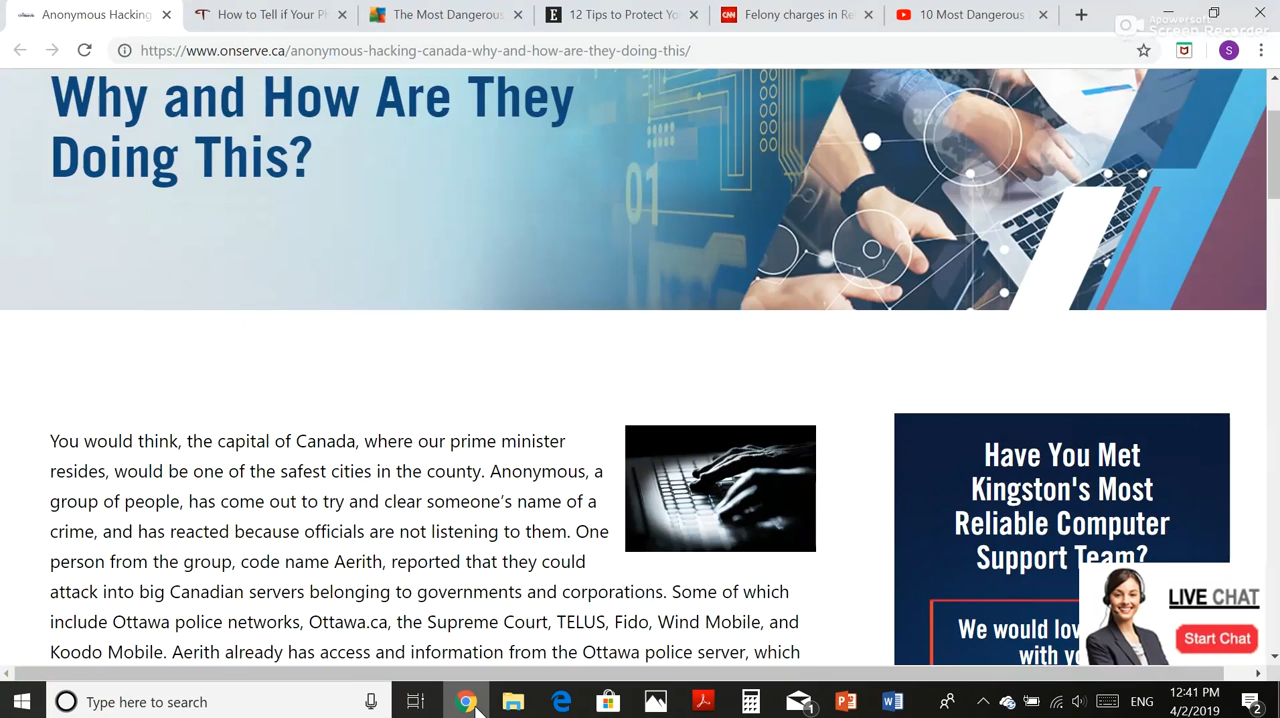 Anonymous Hacking
How to Tell if Your Ph
The Most Dangerous
12 Tips to Protect Yo
Felony charges in Re
10 Most Dangerous
Apowersoft
Screen Recorder
https://www.onserve.ca/anonymous-hacking-canada-why-and-how-are-they-doing-this/
S
Why and How Are They
Doing This?
01
You would think, the capital of Canada, where our prime minister
resides, would be one of the safest cities in the county. Anonymous, a
group of people, has come out to try and clear someone’s name of a
crime, and has reacted because officials are not listening to them. One
person from the group, code name Aerith, reported that they could
attack into big Canadian servers belonging to governments and corporations. Some of which
include Ottawa police networks, Ottawa.ca, the Supreme Court, TELUS, Fido, Wind Mobile, and
Koodo Mobile. Aerith already has access and information from the Ottawa police server, which
Have You Met
Kingston's Most
Reliable Computer
Support Team?
We would lov
with yo
LIVE CHAT
Start Chat
Type here to search
1
ENG
12:41 PM
4/2/2019
2